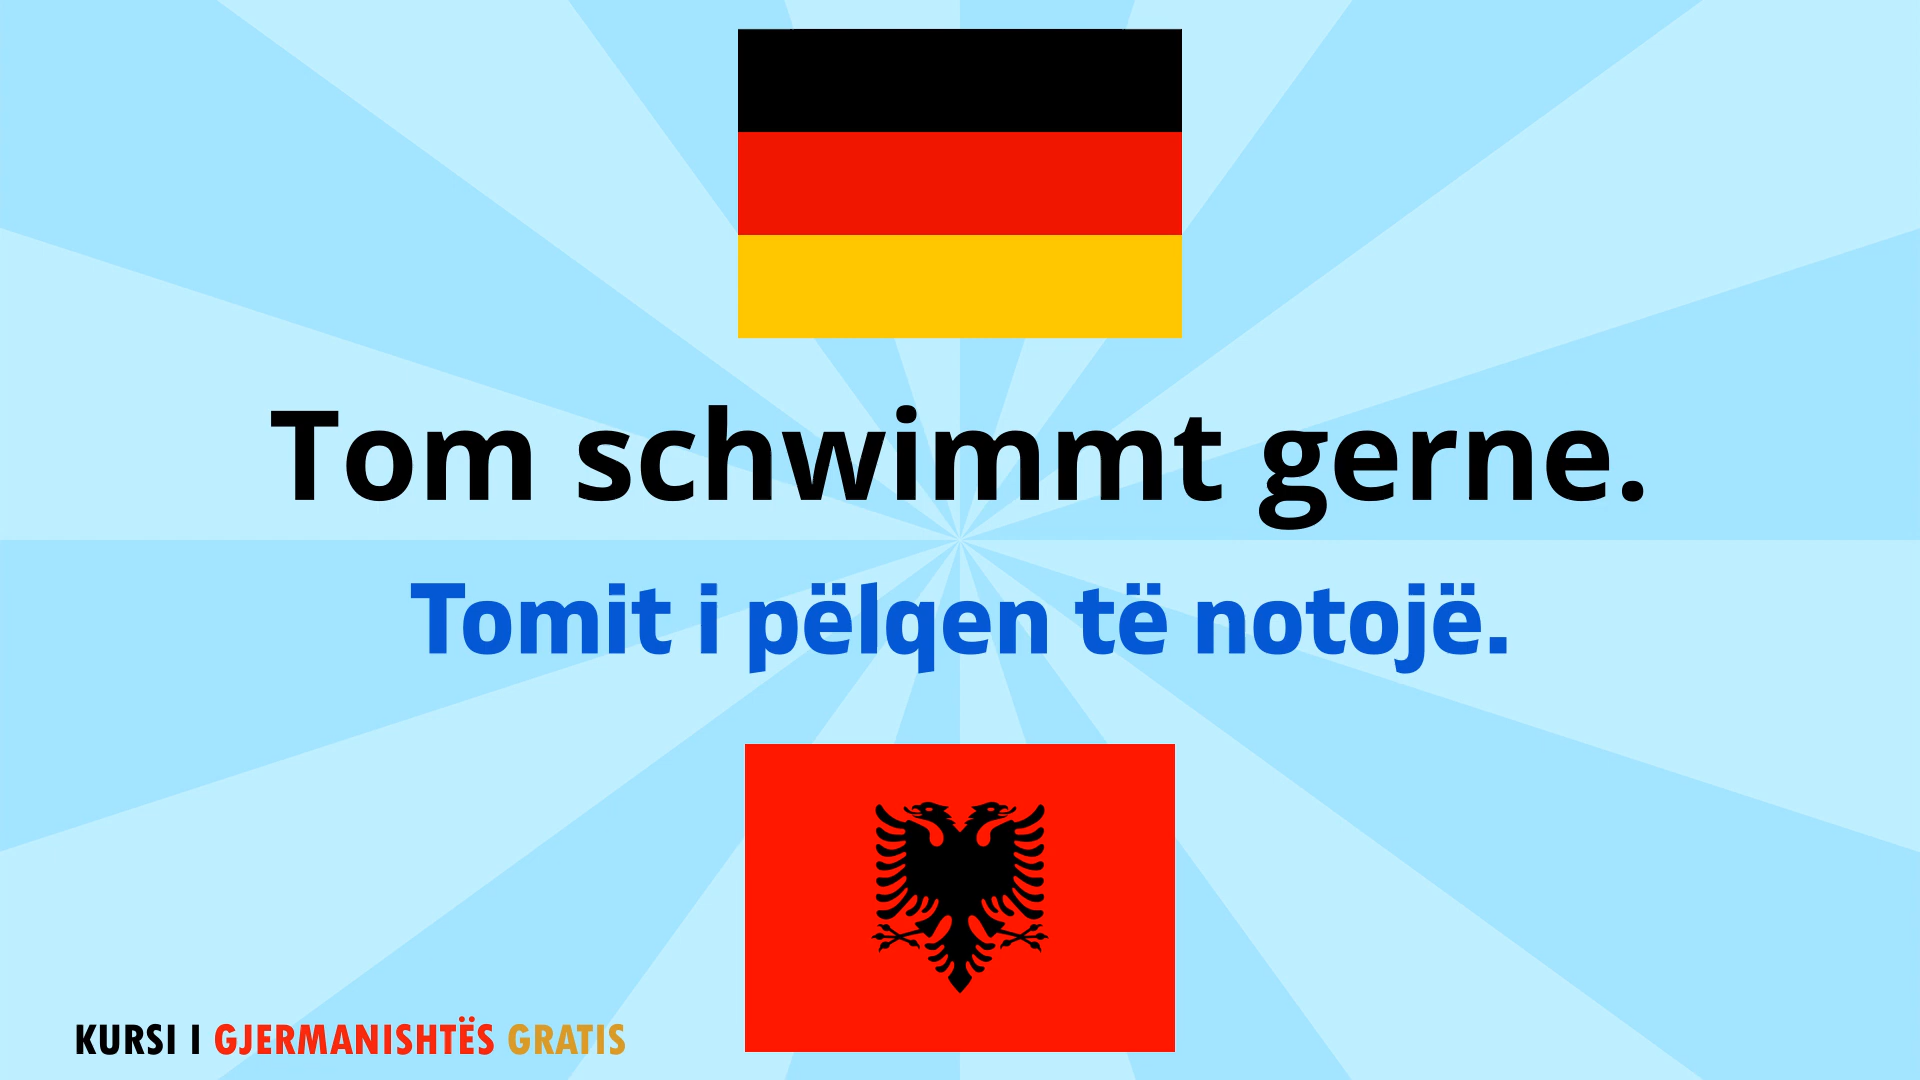 Tom schwimmt gerne.
Tomit i pëlqen të notojë.
KURSI I GJERMANISHTËS GRATIS